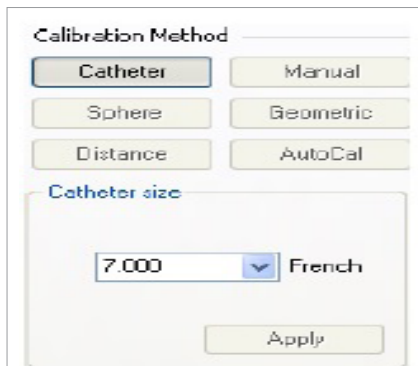 Calibration Method
Catheter Manual
Sphere Geometric
Distance AutoCal
Catheter size
7.000 French
Apply